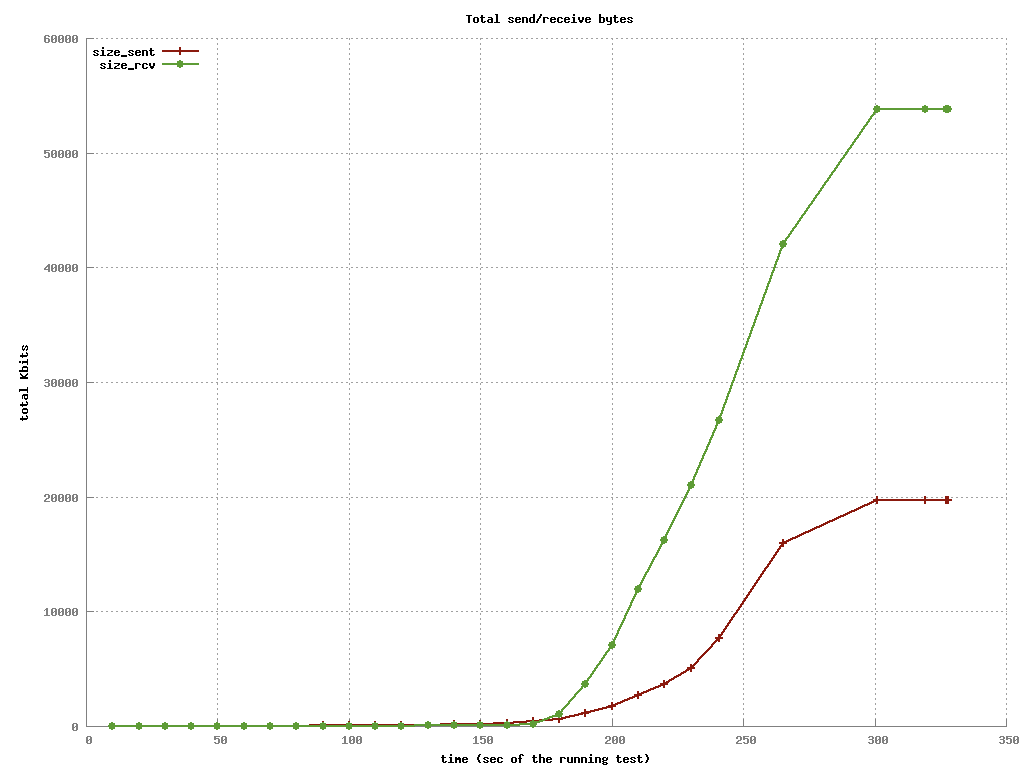 Total send/receive bytes
size_sent
size_rcv
60000
50000
40000
30000
20000
10000
0
total Kbits
0 50 100 150 200 250 300 350
time (sec of the running test)